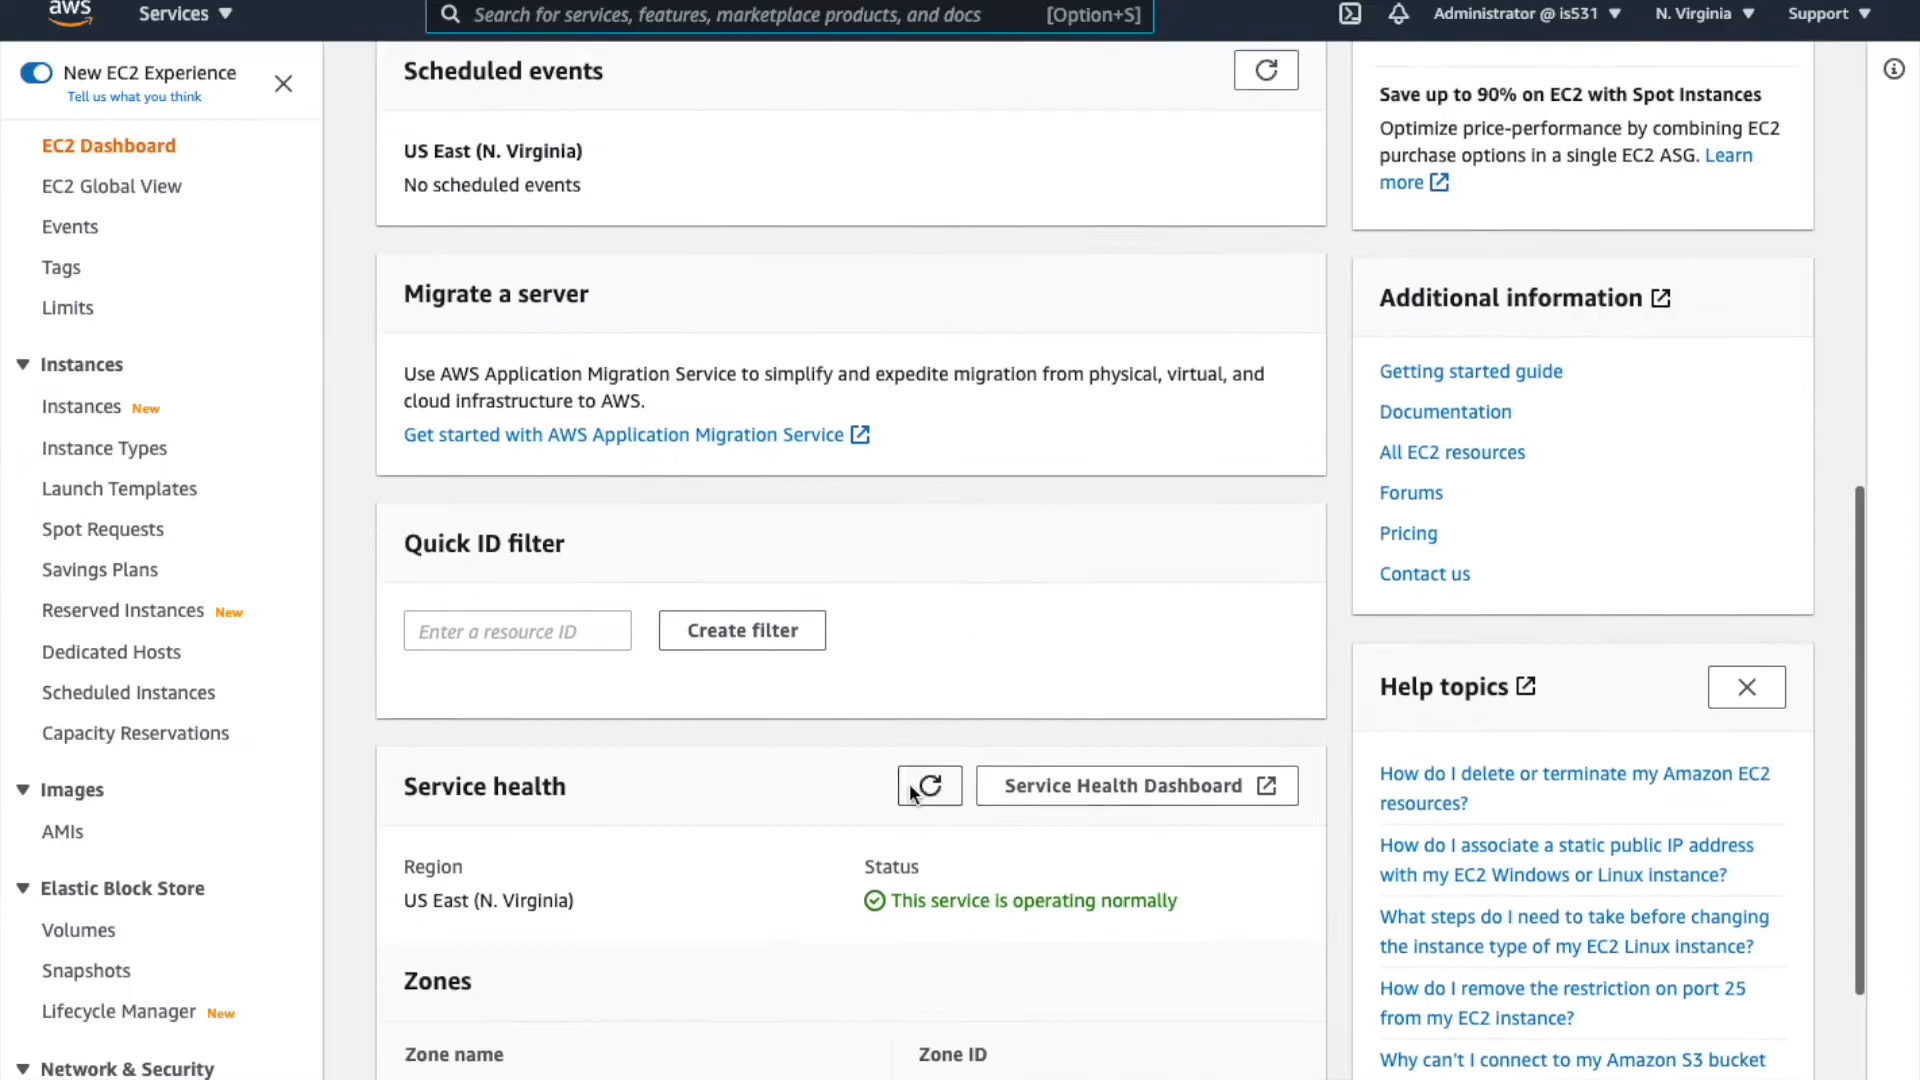 aws
Services ▼
Search for services, features, marketplace products, and docs [Option+S]
Administrator @ is531 ▼
N. Virginia ▼
Support ▼
New EC2 Experience
Tell us what you think
EC2 Dashboard
EC2 Global View
Events
Tags
Limits
Instances
Instances New
Instance Types
Launch Templates
Spot Requests
Savings Plans
Reserved Instances New
Dedicated Hosts
Scheduled Instances
Capacity Reservations
Images
AMIs
Elastic Block Store
Volumes
Snapshots
Lifecycle Manager New
Network & Security
Scheduled events
US East (N. Virginia)
No scheduled events
Migrate a server
Use AWS Application Migration Service to simplify and expedite migration from physical, virtual, and
cloud infrastructure to AWS.
Get started with AWS Application Migration Service
Quick ID filter
Enter a resource ID
Create filter
Service health
Service Health Dashboard
Region
US East (N. Virginia)
Status
This service is operating normally
Zones
Zone name
Zone ID
Save up to 90% on EC2 with Spot Instances
Optimize price-performance by combining EC2
purchase options in a single EC2 ASG. Learn
more
Additional information
Getting started guide
Documentation
All EC2 resources
Forums
Pricing
Contact us
Help topics
How do I delete or terminate my Amazon EC2
resources?
How do I associate a static public IP address
with my EC2 Windows or Linux instance?
What steps do I need to take before changing
the instance type of my EC2 Linux instance?
How do I remove the restriction on port 25
from my EC2 instance?
Why can't I connect to my Amazon S3 bucket